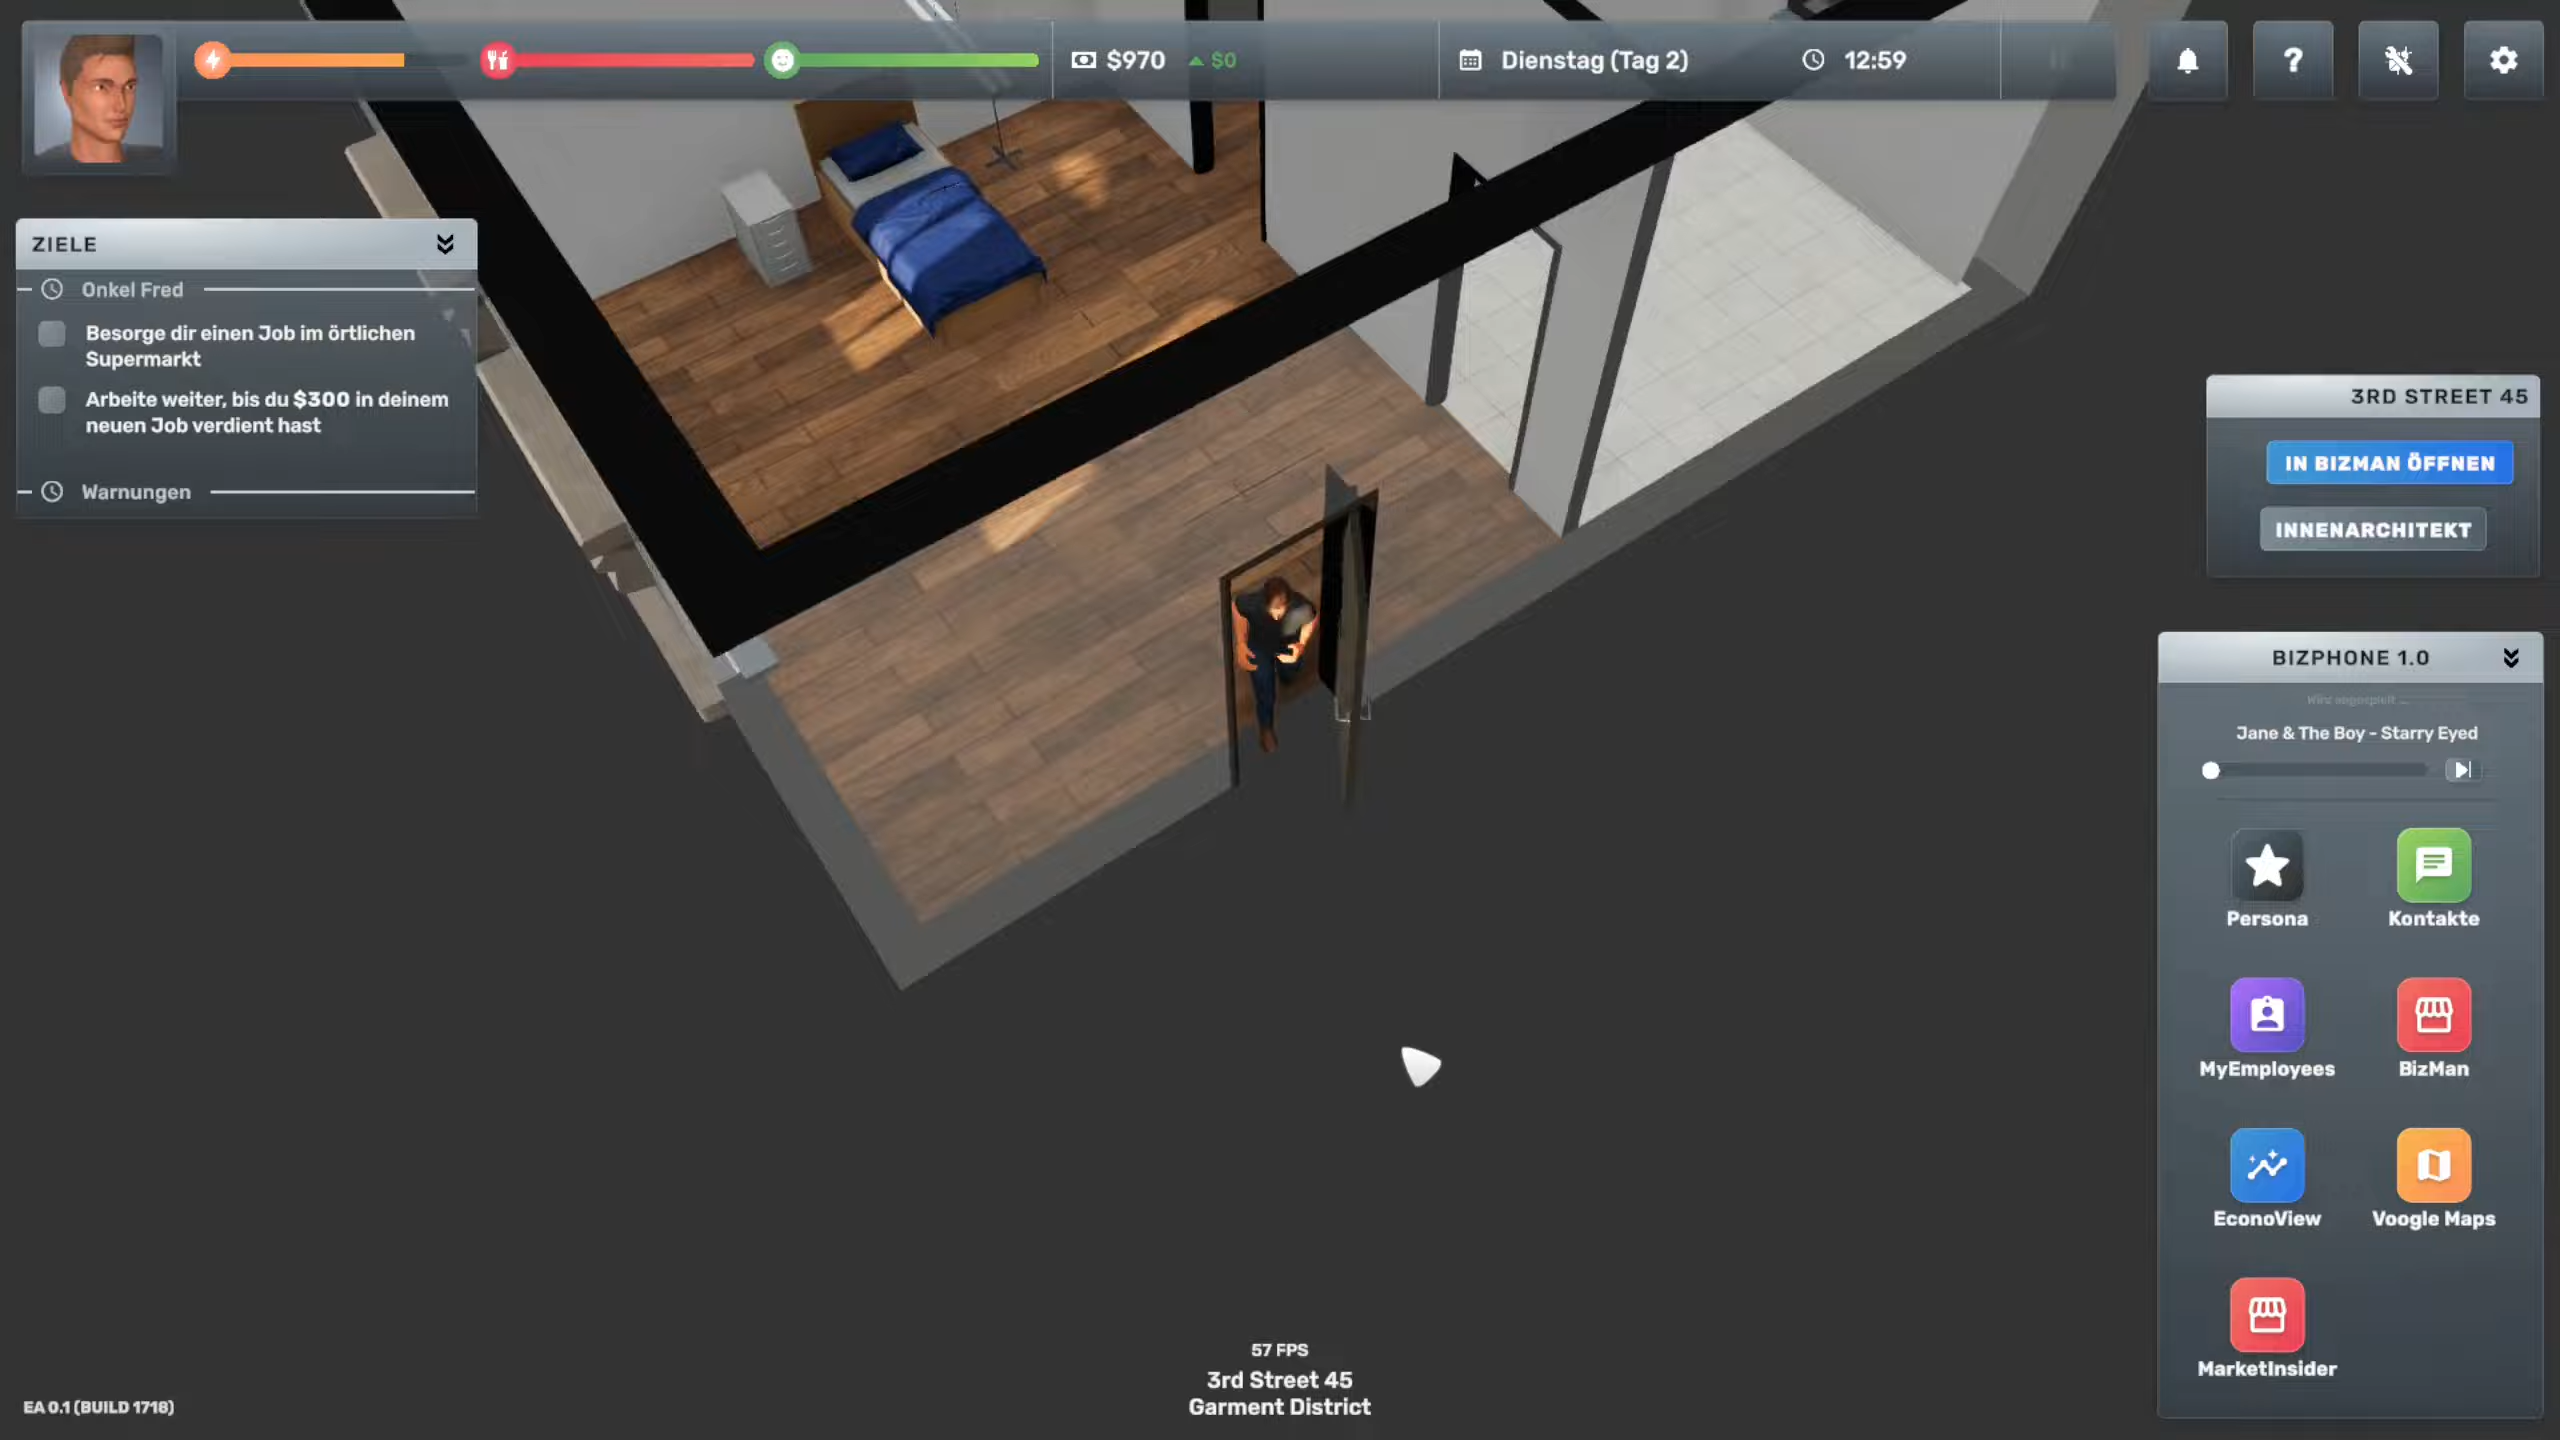 $970 $0
Dienstag (Tag 2)
12:59
?
ZIELE
Onkel Fred
Besorge dir einen Job im örtlichen
Supermarkt
Arbeite weiter, bis du $300 in deinem
neuen Job verdient hast
Warnungen
3RD STREET 45
IN BIZMAN ÖFFNEN
INNENARCHITEKT
BIZPHONE 1.0
Jane & The Boy - Starry Eyed
Persona
Kontakte
MyEmployees
BizMan
EconoView
Voogle Maps
MarketInsider
57 FPS
3rd Street 45
Garment District
EA 0.1 (BUILD 1718)